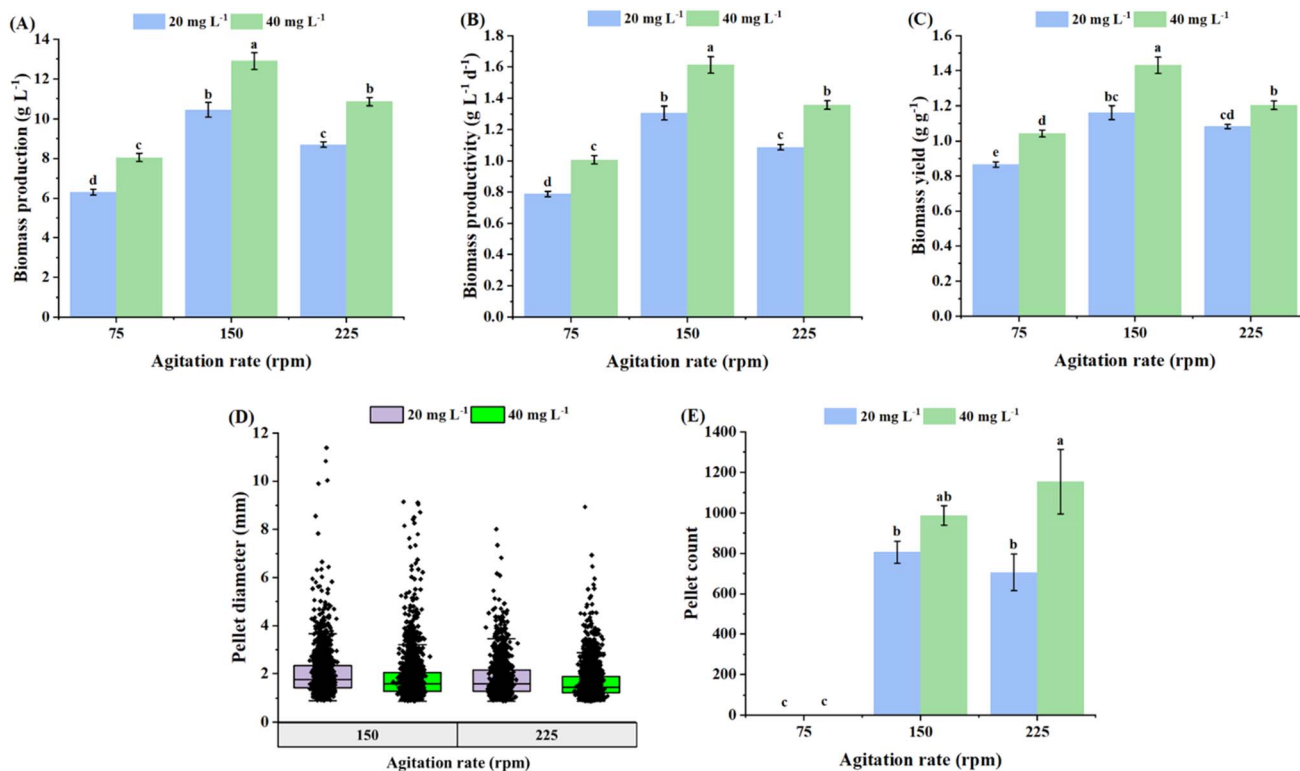 (A)
20 mg L⁻¹ 40 mg L⁻¹
Biomass production (g L⁻¹)
14
12
10
8
6
4
2
0
d c b a c b
75 150 225
Agitation rate (rpm)
(B)
20 mg L⁻¹ 40 mg L⁻¹
Biomass productivity (g L⁻¹ d⁻¹)
1.8
1.6
1.4
1.2
1.0
0.8
0.6
0.4
0.2
0.0
d c b a c b
75 150 225
Agitation rate (rpm)
(C)
20 mg L⁻¹ 40 mg L⁻¹
Biomass yield (g g⁻¹)
1.6
1.4
1.2
1.0
0.8
0.6
0.4
0.2
0.0
e d bc a cd b
75 150 225
Agitation rate (rpm)
(D)
20 mg L⁻¹ 40 mg L⁻¹
Pellet diameter (mm)
12
10
8
6
4
2
0
150 225
Agitation rate (rpm)
(E)
20 mg L⁻¹ 40 mg L⁻¹
Pellet count
1400
1200
1000
800
600
400
200
0
c c b ab b a
75 150 225
Agitation rate (rpm)